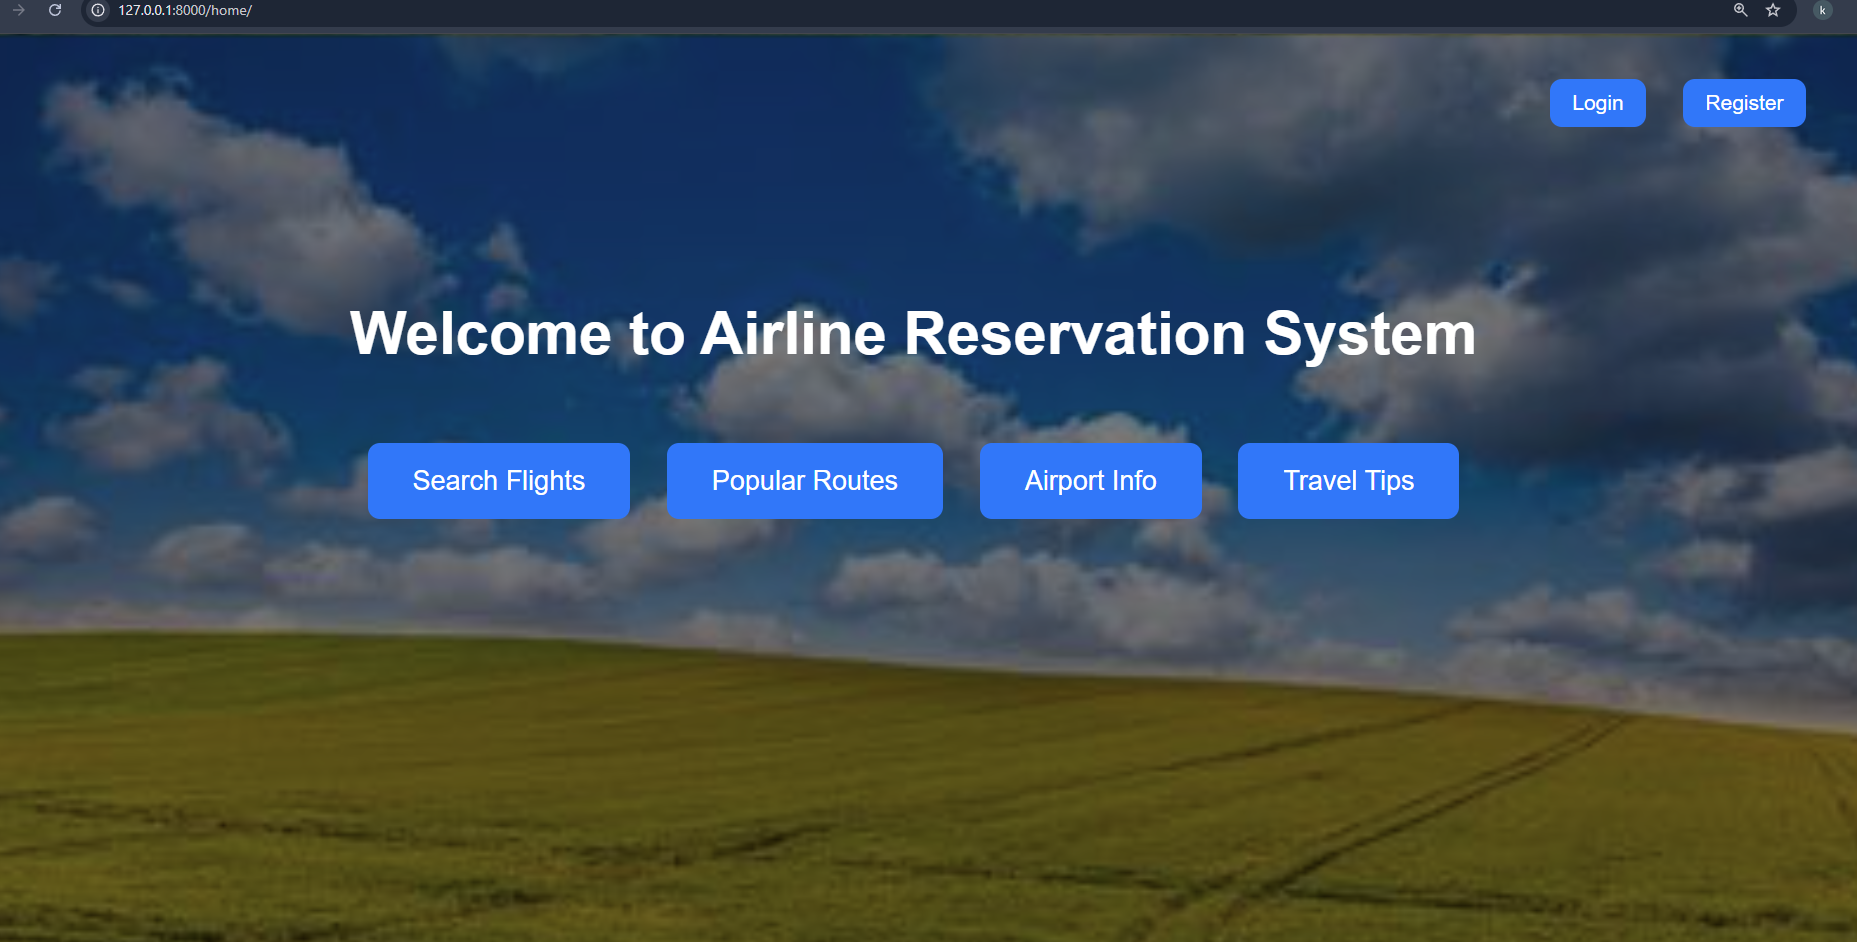 127.0.0.1:8000/home/
k
Login Register
Welcome to Airline Reservation System
Search Flights Popular Routes Airport Info Travel Tips